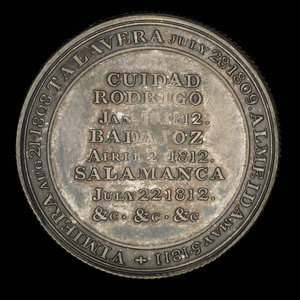 VIMIERA AUG 21·1808. TALAVERA JULY 28·1809. ALMEIDA MAY 5·1811
CUIDAD
RODRIGO
JAN. 1812.
BADAJOZ
APRIL 2 1812.
SALAMANCA
JULY 22·1812.
&c· &c· &c